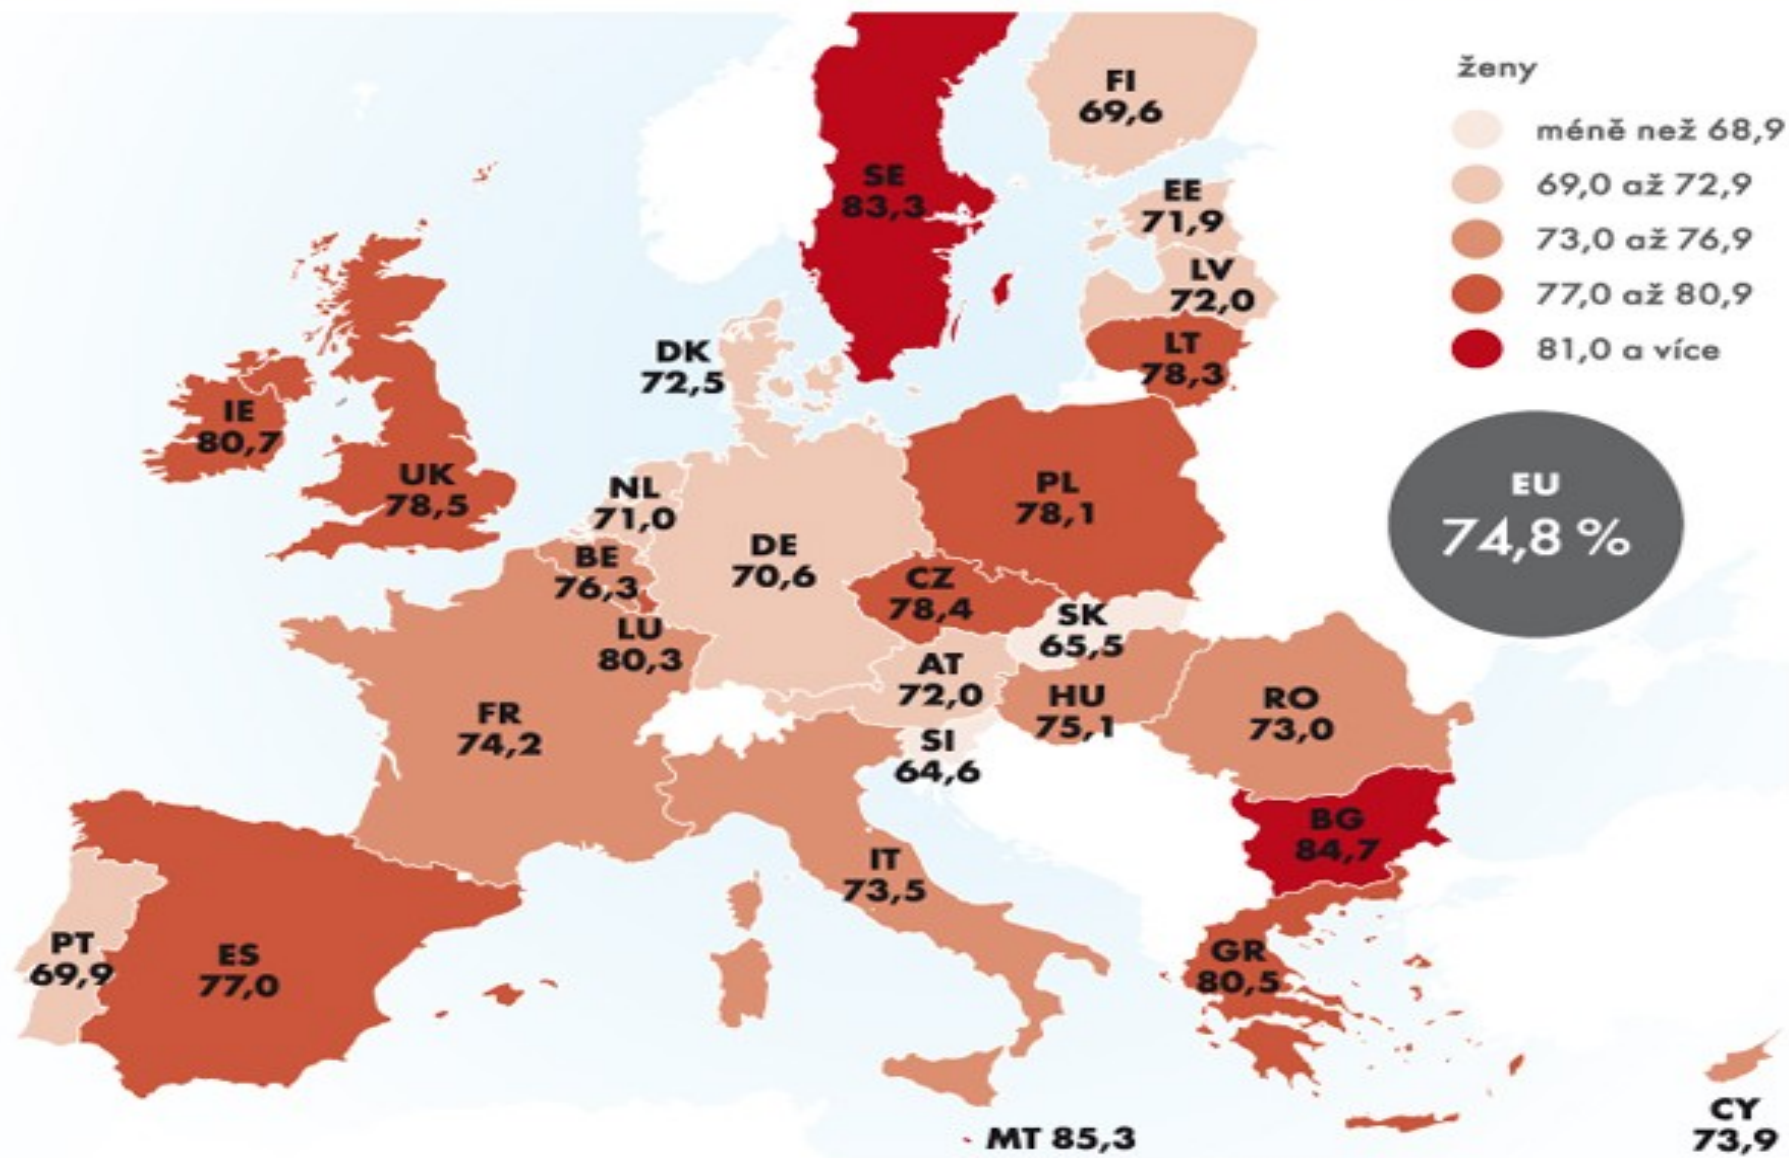 FI
69,6
ženy
méně než 68,9
69,0 až 72,9
73,0 až 76,9
77,0 až 80,9
81,0 a více
SE
83,3
EE
71,9
LV
72,0
LT
78,3
DK
72,5
IE
80,7
UK
78,5
NL
71,0
BE
76,3
LU
80,3
DE
70,6
PL
78,1
CZ
78,4
EU
74,8 %
SK
65,5
AT
72,0
HU
75,1
RO
73,0
FR
74,2
SI
64,6
BG
84,7
IT
73,5
PT
69,9
ES
77,0
GR
80,5
MT 85,3
CY
73,9